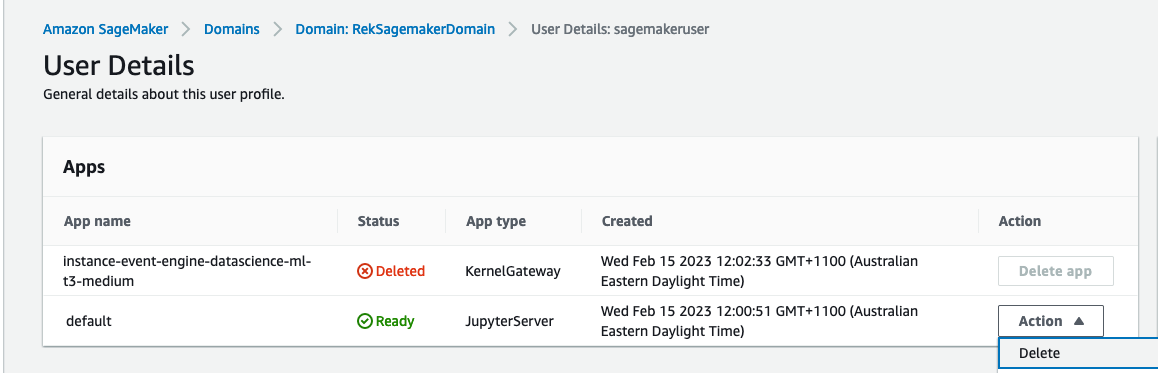 Amazon SageMaker > Domains > Domain: RekSagemakerDomain > User Details: sagemakeruser
User Details
General details about this user profile.
Apps
App name Status App type Created Action
instance-event-engine-datascience-ml-
t3-medium
Deleted
KernelGateway
Wed Feb 15 2023 12:02:33 GMT+1100 (Australian
Eastern Daylight Time)
Delete app
default
Ready
JupyterServer
Wed Feb 15 2023 12:00:51 GMT+1100 (Australian
Eastern Daylight Time)
Action
Delete